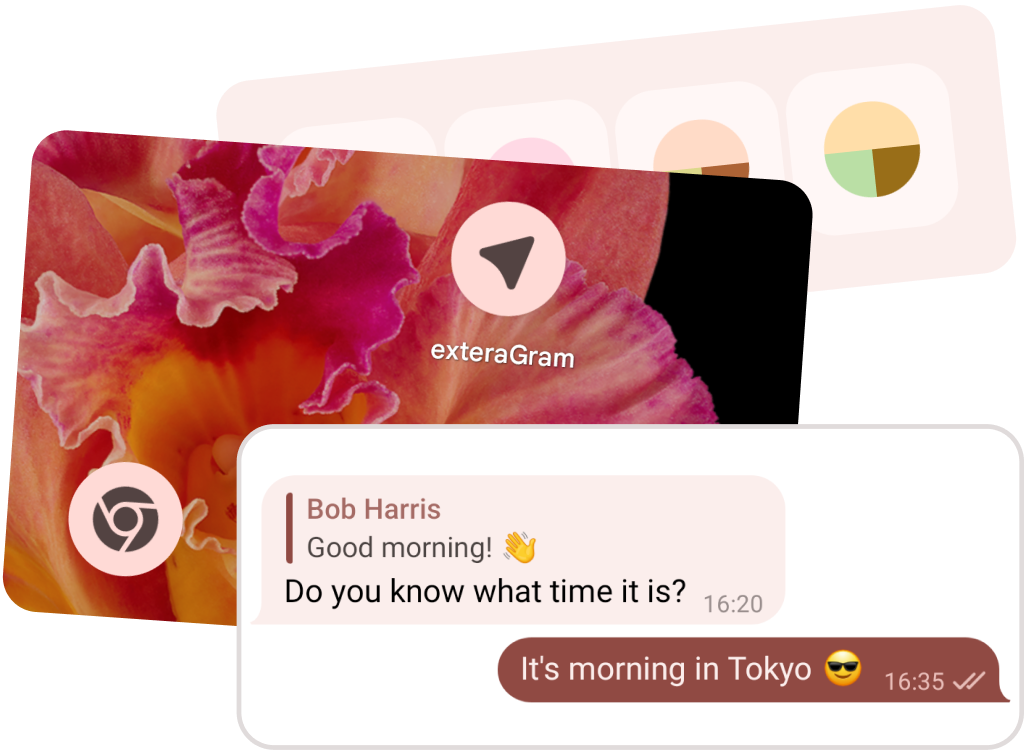 exteraGram
Bob Harris
Good morning! 👋
Do you know what time it is? 16:20
It's morning in Tokyo 😎 16:35